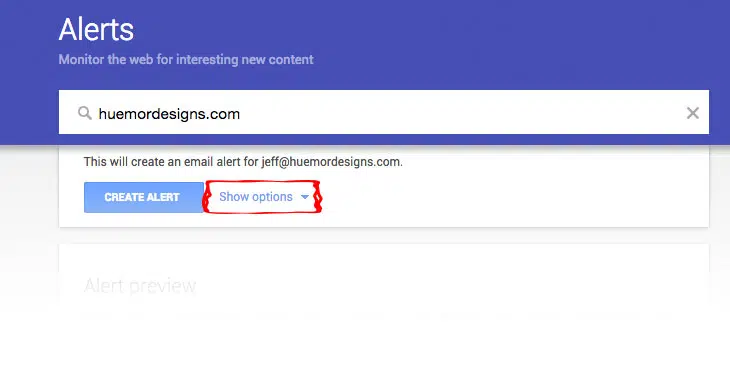 Alerts
Monitor the web for interesting new content
huemordesigns.com
This will create an email alert for jeff@huemordesigns.com.
CREATE ALERT Show options
Alert preview